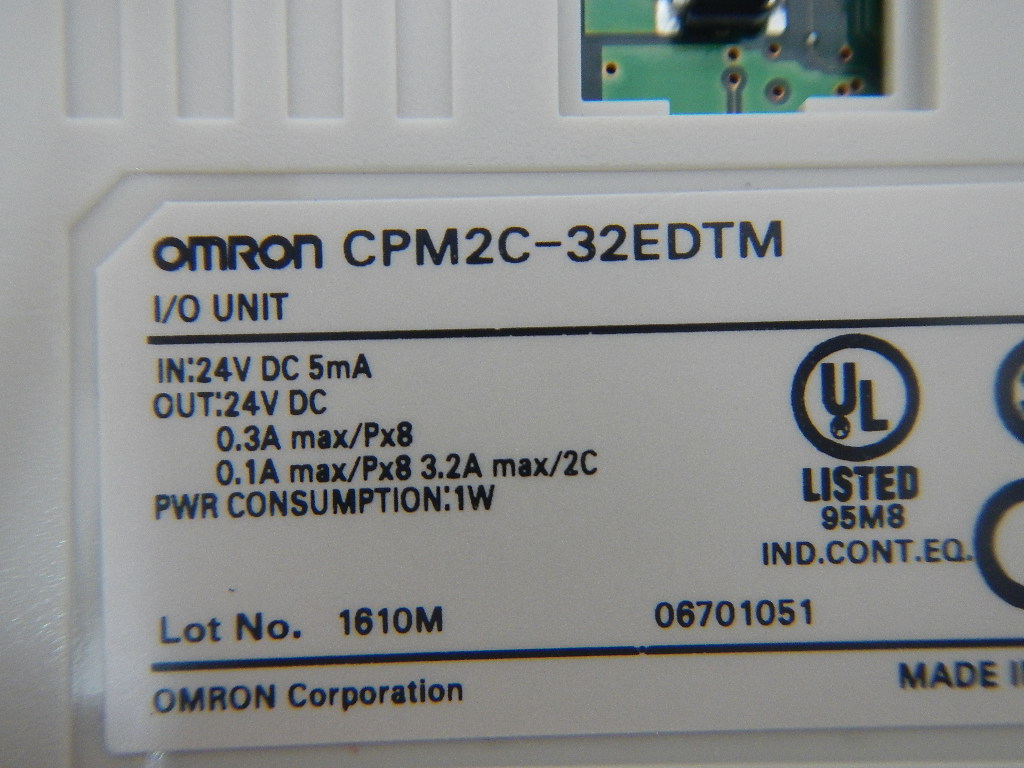 OMRON CPM2C-32EDTM
I/O UNIT
IN:24V DC 5mA
OUT:24V DC
0.3A max/Px8
0.1A max/Px8 3.2A max/2C
PWR CONSUMPTION:1W
UL
LISTED
95M8
IND.CONT.EQ.
Lot No. 1610M 06701051
OMRON Corporation
MADE